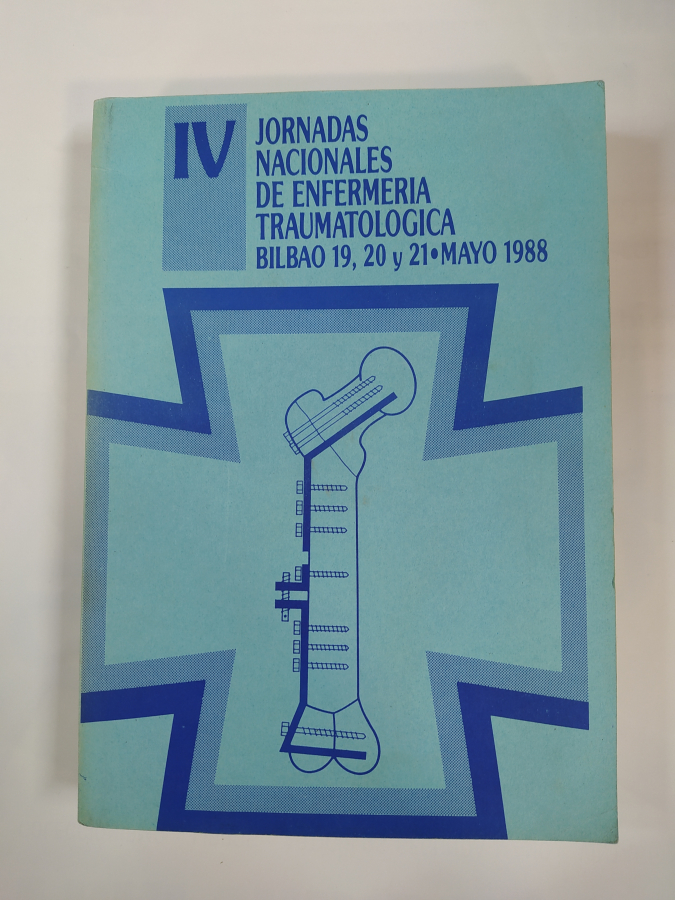 IV
JORNADAS
NACIONALES
DE ENFERMERIA
TRAUMATOLOGICA
BILBAO 19, 20 y 21•MAYO 1988